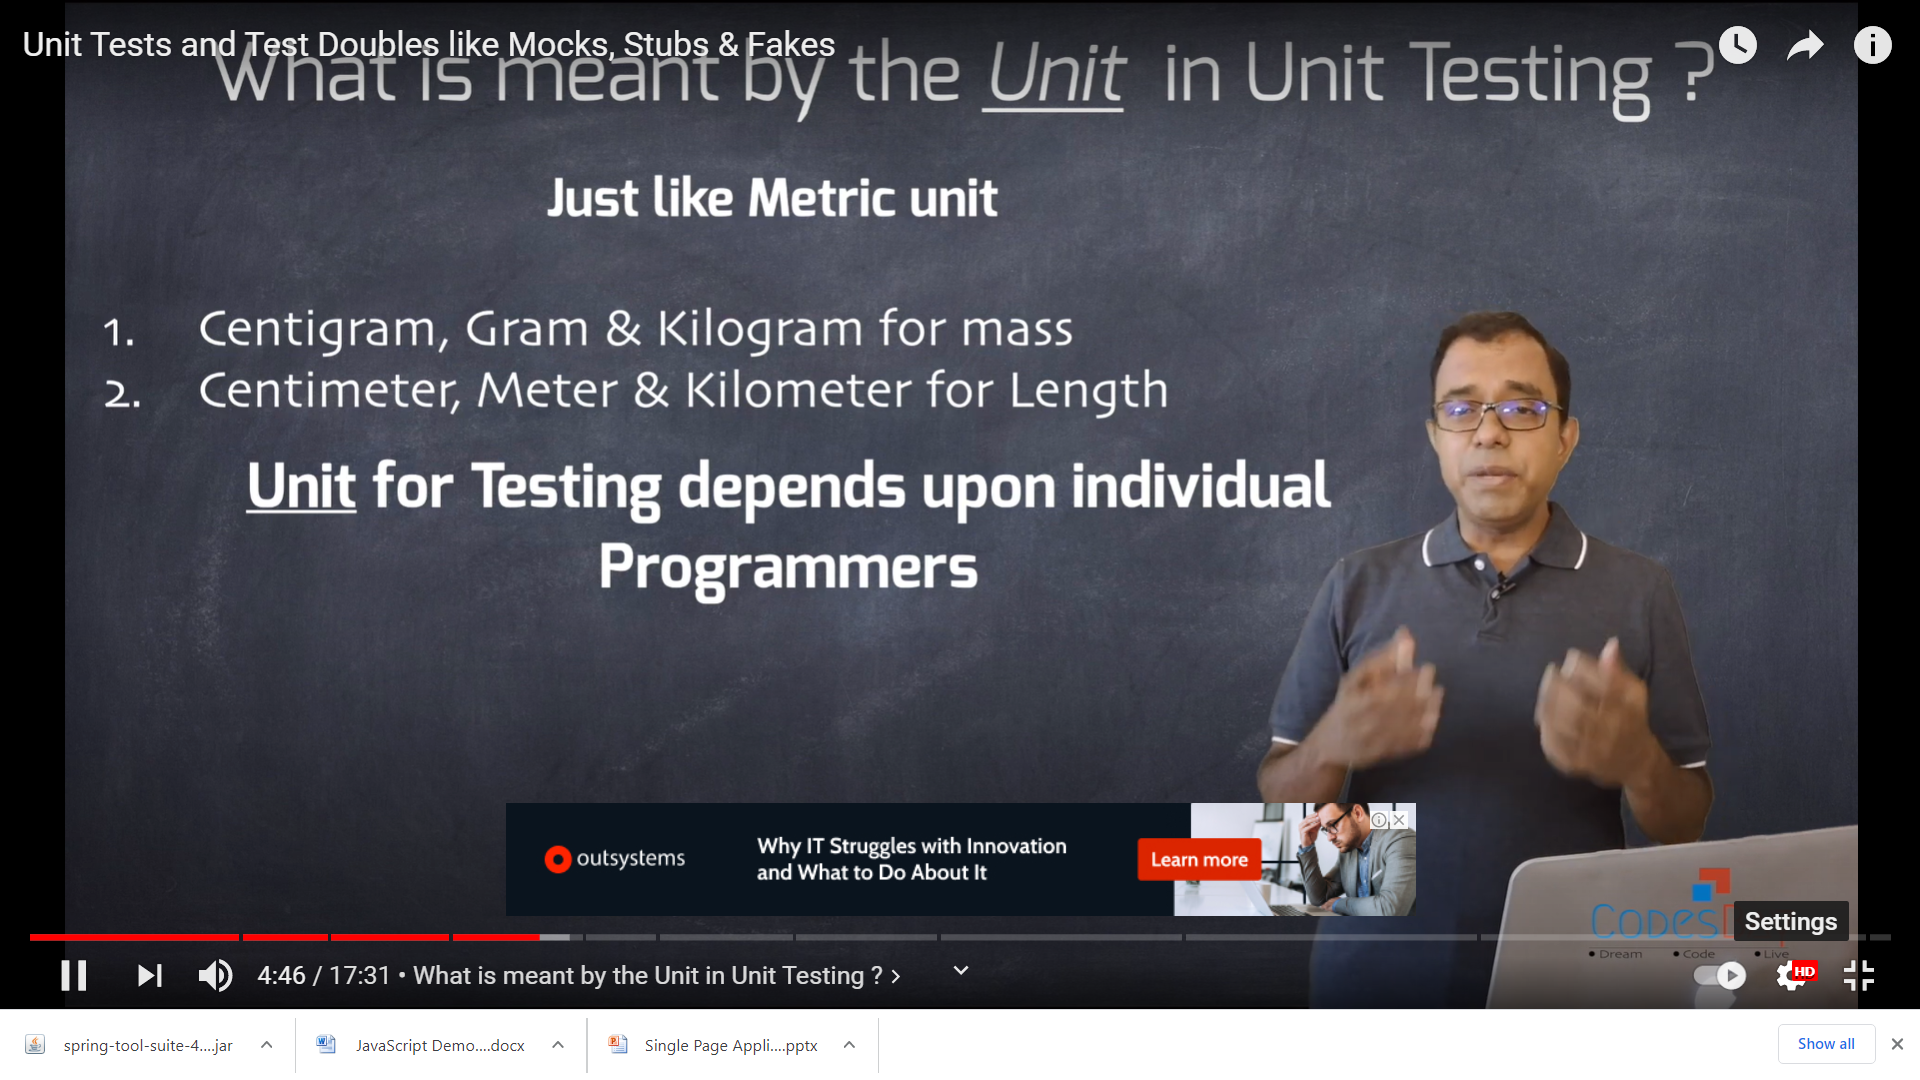 Unit Tests and Test Doubles like Mocks, Stubs & Fakes
What is meant by the Unit in Unit Testing ?
Just like Metric unit
1. Centigram, Gram & Kilogram for mass
2. Centimeter, Meter & Kilometer for Length
Unit for Testing depends upon individual
Programmers
outsystems
Why IT Struggles with Innovation
and What to Do About It
Learn more
Codes
Settings
• Dream • Code • Live
4:46 / 17:31 • What is meant by the Unit in Unit Testing ?
HD
spring-tool-suite-4....jar
JavaScript Demo....docx
Single Page Appli....pptx
Show all